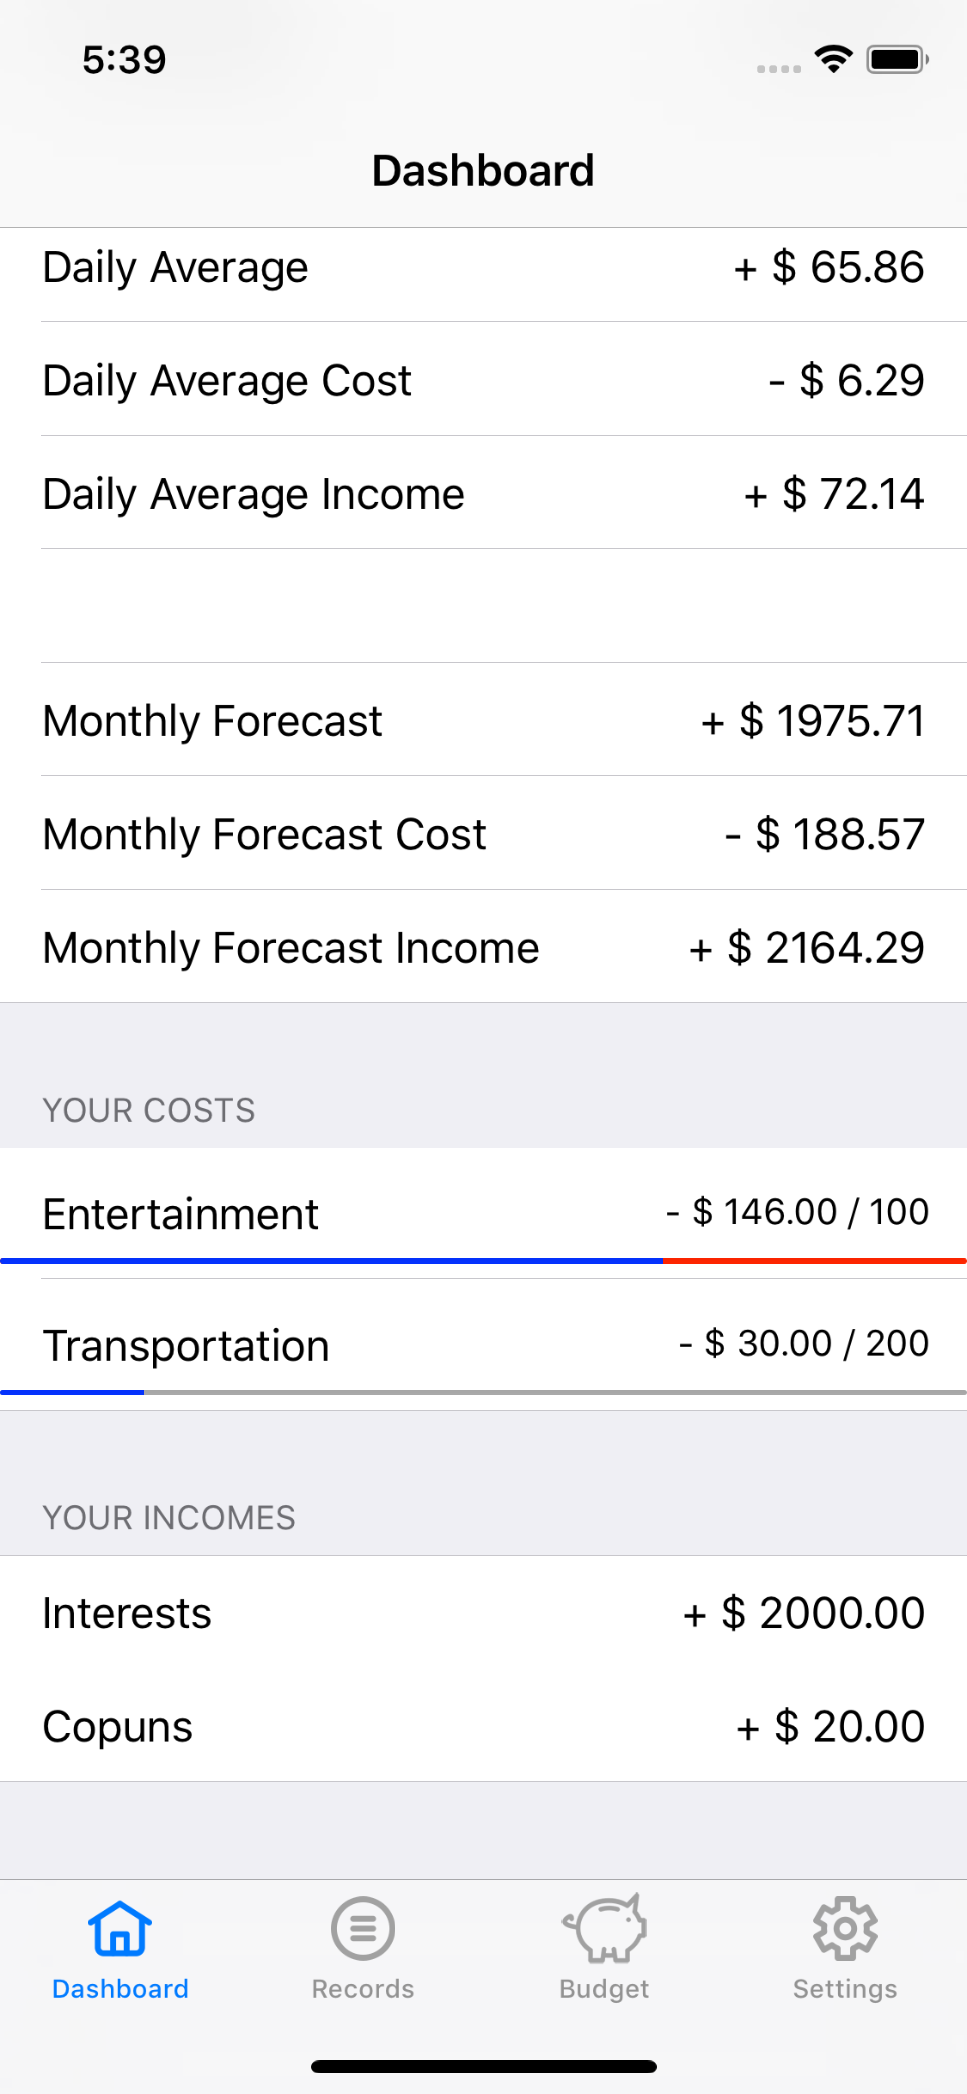 5:39
Dashboard
Daily Average + $ 65.86
Daily Average Cost - $ 6.29
Daily Average Income + $ 72.14
Monthly Forecast + $ 1975.71
Monthly Forecast Cost - $ 188.57
Monthly Forecast Income + $ 2164.29
YOUR COSTS
Entertainment - $ 146.00 / 100
Transportation - $ 30.00 / 200
YOUR INCOMES
Interests + $ 2000.00
Copuns + $ 20.00
Dashboard Records Budget Settings